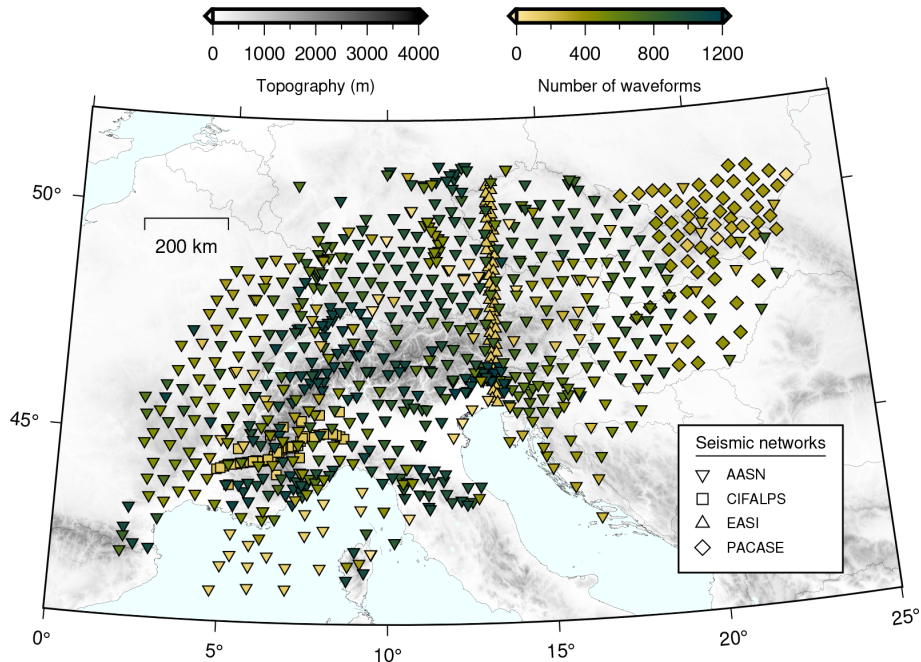 0 1000 2000 3000 4000
Topography (m)
0 400 800 1200
Number of waveforms
50°
200 km
45°
Seismic networks
AASN
CIFALPS
EASI
PACASE
0° 5° 10° 15° 20° 25°